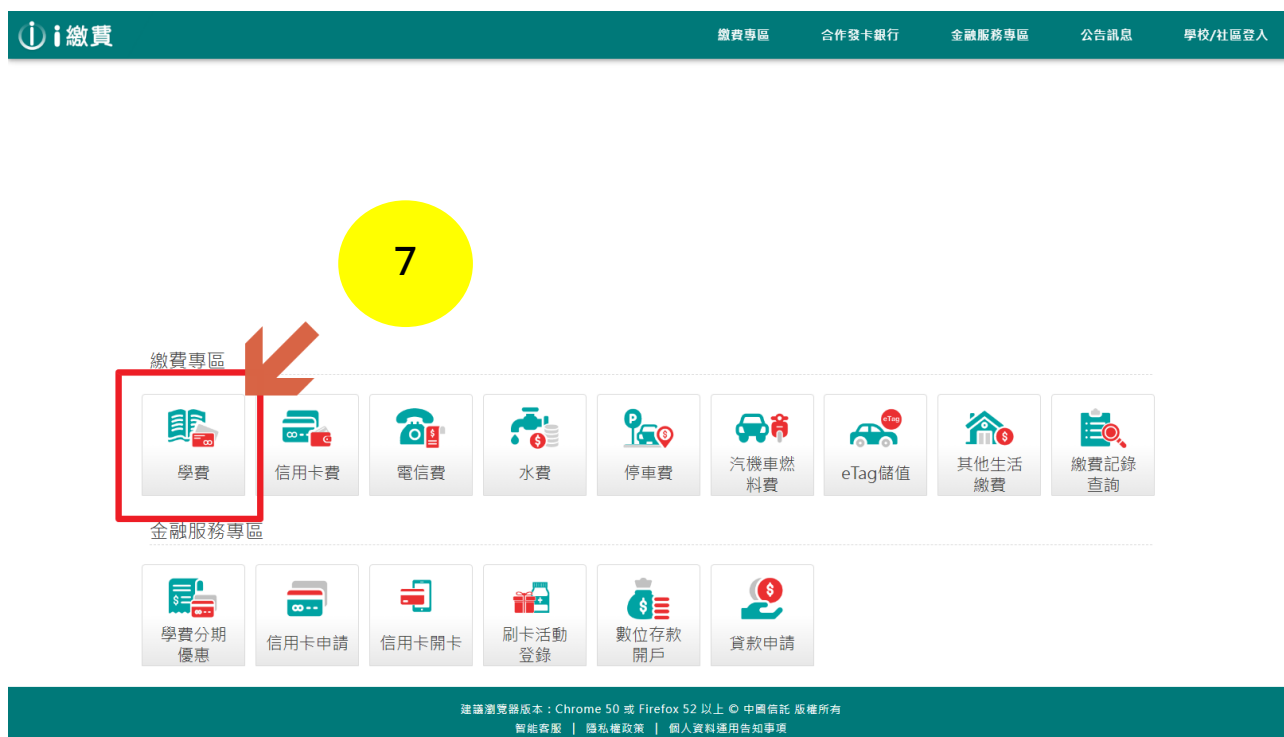 i繳費
繳費專區 合作發卡銀行 金融服務專區 公告訊息 學校/社區登入
7
繳費專區
學費 信用卡費 電信費 水費 停車費 汽機車燃 eTag儲值 其他生活 繳費記錄
料費 繳費 查詢
金融服務專區
學費分期 信用卡申請 信用卡開卡 刷卡活動 數位存款 貸款申請
優惠 登錄 開戶
建議瀏覽器版本：Chrome 50 或 Firefox 52 以上 © 中國信託 版權所有
智能客服 | 隱私權政策 | 個人資料運用告知事項